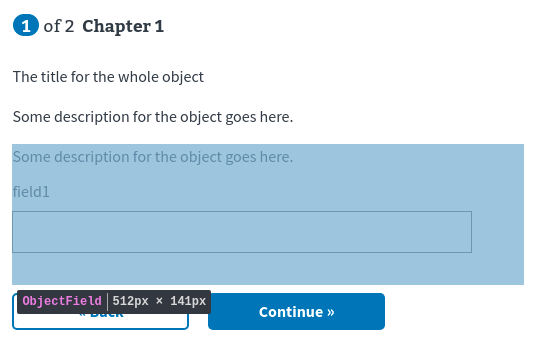 1 of 2 Chapter 1
The title for the whole object
Some description for the object goes here.
Some description for the object goes here.
field1
ObjectField 512px × 141px
« Back Continue »